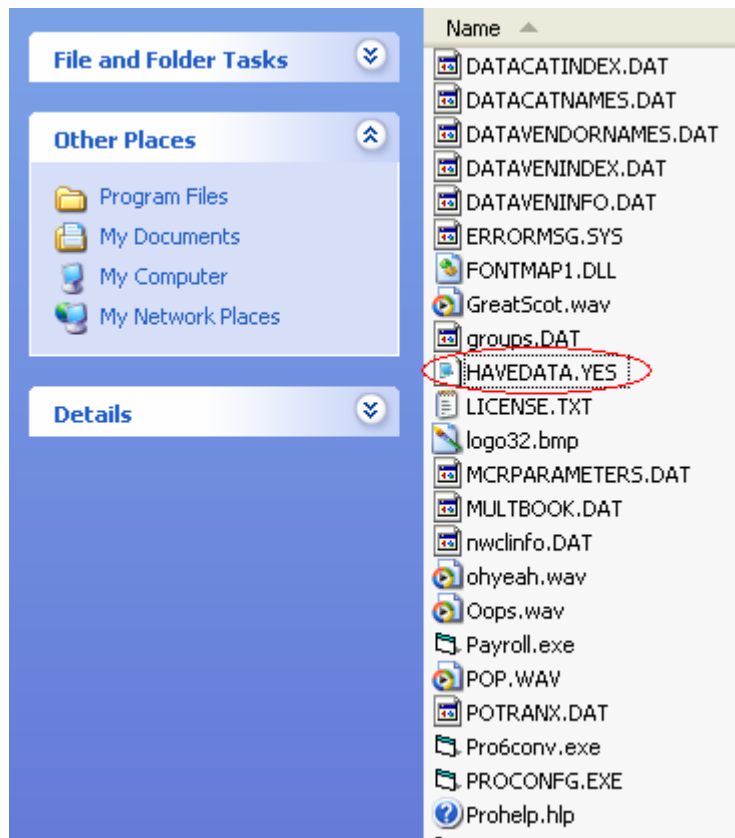 File and Folder Tasks
Other Places
Program Files
My Documents
My Computer
My Network Places
Details
Name
DATACATINDEX.DAT
DATACATNAMES.DAT
DATAVENDORNAMES.DAT
DATAVENINDEX.DAT
DATAVENINFO.DAT
ERRORMSG.SYS
FONTMAP1.DLL
GreatScot.wav
groups.DAT
HAVEDATA.YES
LICENSE.TXT
logo32.bmp
MCRPARAMETERS.DAT
MULTBOOK.DAT
nwclinfo.DAT
ohyeah.wav
Oops.wav
Payroll.exe
POP.WAV
POTRANX.DAT
Pro6conv.exe
PROCONFG.EXE
Prohelp.hlp